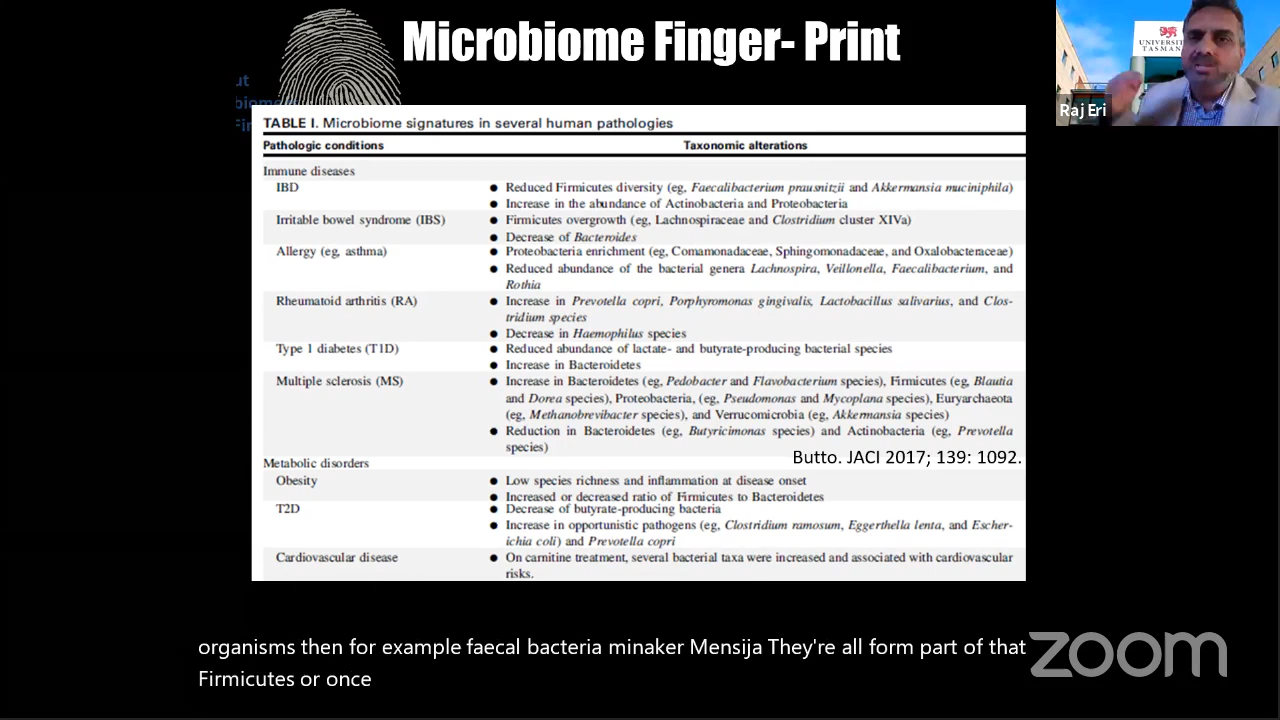 Microbiome Finger- Print
ut
biome
Fir
UNIVERSIT
TASMAN
Raj Eri
TABLE I. Microbiome signatures in several human pathologies
Pathologic conditions Taxonomic alterations
Immune diseases
IBD ● Reduced Firmicutes diversity (eg, Faecalibacterium prausnitzii and Akkermansia muciniphila)
● Increase in the abundance of Actinobacteria and Proteobacteria
Irritable bowel syndrome (IBS) ● Firmicutes overgrowth (eg, Lachnospiraceae and Clostridium cluster XIVa)
● Decrease of Bacteroides
Allergy (eg, asthma) ● Proteobacteria enrichment (eg, Comamonadaceae, Sphingomonadaceae, and Oxalobacteraceae)
● Reduced abundance of the bacterial genera Lachnospira, Veillonella, Faecalibacterium, and
Rothia
Rheumatoid arthritis (RA) ● Increase in Prevotella copri, Porphyromonas gingivalis, Lactobacillus salivarius, and Clos-
tridium species
● Decrease in Haemophilus species
Type 1 diabetes (T1D) ● Reduced abundance of lactate- and butyrate-producing bacterial species
● Increase in Bacteroidetes
Multiple sclerosis (MS) ● Increase in Bacteroidetes (eg, Pedobacter and Flavobacterium species), Firmicutes (eg, Blautia
and Dorea species), Proteobacteria, (eg, Pseudomonas and Mycoplana species), Euryarchaeota
(eg, Methanobrevibacter species), and Verrucomicrobia (eg, Akkermansia species)
● Reduction in Bacteroidetes (eg, Butyricimonas species) and Actinobacteria (eg, Prevotella
species)
Butto. JACI 2017; 139: 1092.
Metabolic disorders
Obesity ● Low species richness and inflammation at disease onset
● Increased or decreased ratio of Firmicutes to Bacteroidetes
T2D ● Decrease of butyrate-producing bacteria
● Increase in opportunistic pathogens (eg, Clostridium ramosum, Eggerthella lenta, and Escher-
ichia coli) and Prevotella copri
Cardiovascular disease ● On carnitine treatment, several bacterial taxa were increased and associated with cardiovascular
risks.
organisms then for example faecal bacteria minaker Mensija They're all form part of that
Firmicutes or once
zoom